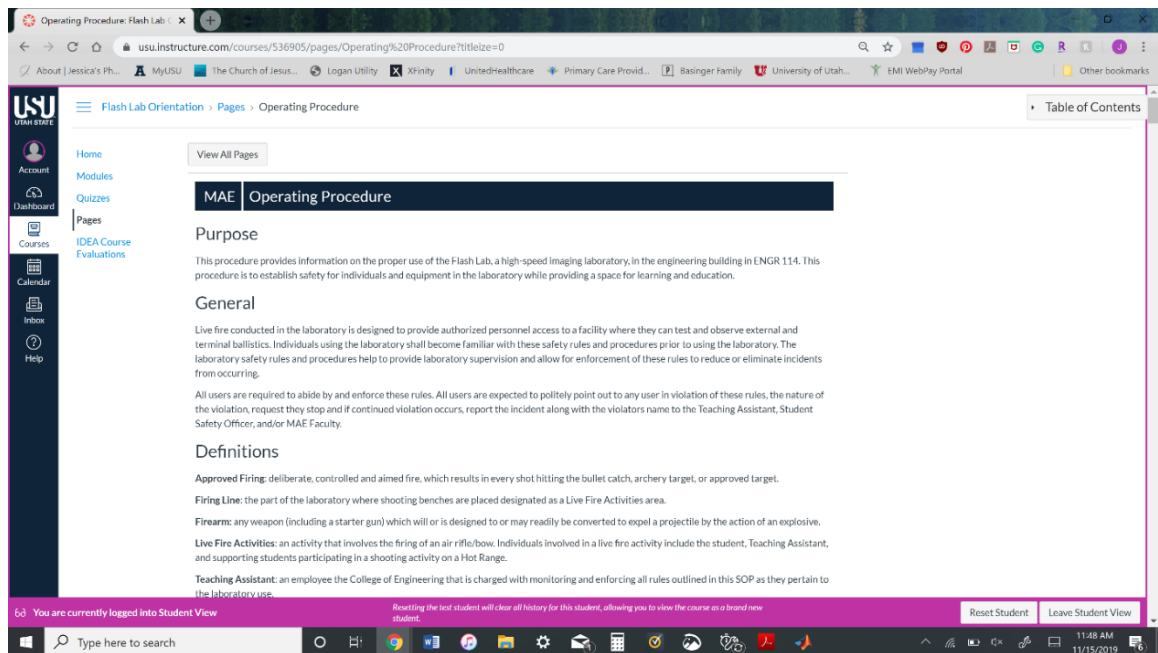 Operating Procedure: Flash Lab
usu.instructure.com/courses/536905/pages/Operating%20Procedure?titleize=0
About | Jessica's Ph...
MyUSU
The Church of Jesus...
Logan Utility
XFinity
UnitedHealthcare
Primary Care Provid...
Basinger Family
University of Utah...
EMI WebPay Portal
Other bookmarks
USU
UTAH STATE
Flash Lab Orientation › Pages › Operating Procedure
Table of Contents
Account
Dashboard
Courses
Calendar
Inbox
Help
Home
Modules
Quizzes
Pages
IDEA Course
Evaluations
View All Pages
MAE Operating Procedure
Purpose
This procedure provides information on the proper use of the Flash Lab, a high-speed imaging laboratory, in the engineering building in ENGR 114. This
procedure is to establish safety for individuals and equipment in the laboratory while providing a space for learning and education.
General
Live fire conducted in the laboratory is designed to provide authorized personnel access to a facility where they can test and observe external and
terminal ballistics. Individuals using the laboratory shall become familiar with these safety rules and procedures prior to using the laboratory. The
laboratory safety rules and procedures help to provide laboratory supervision and allow for enforcement of these rules to reduce or eliminate incidents
from occurring.
All users are required to abide by and enforce these rules. All users are expected to politely point out to any user in violation of these rules, the nature of
the violation, request they stop and if continued violation occurs, report the incident along with the violators name to the Teaching Assistant, Student
Safety Officer, and/or MAE Faculty.
Definitions
Approved Firing: deliberate, controlled and aimed fire, which results in every shot hitting the bullet catch, archery target, or approved target.
Firing Line: the part of the laboratory where shooting benches are placed designated as a Live Fire Activities area.
Firearm: any weapon (including a starter gun) which will or is designed to or may readily be converted to expel a projectile by the action of an explosive.
Live Fire Activities: an activity that involves the firing of an air rifle/bow. Individuals involved in a live fire activity include the student, Teaching Assistant,
and supporting students participating in a shooting activity on a Hot Range.
Teaching Assistant: an employee the College of Engineering that is charged with monitoring and enforcing all rules outlined in this SOP as they pertain to
the laboratory use.
You are currently logged into Student View
Resetting the test student will clear all history for this student, allowing you to view the course as a brand new
student.
Reset Student
Leave Student View
Type here to search
11:48 AM
11/15/2019